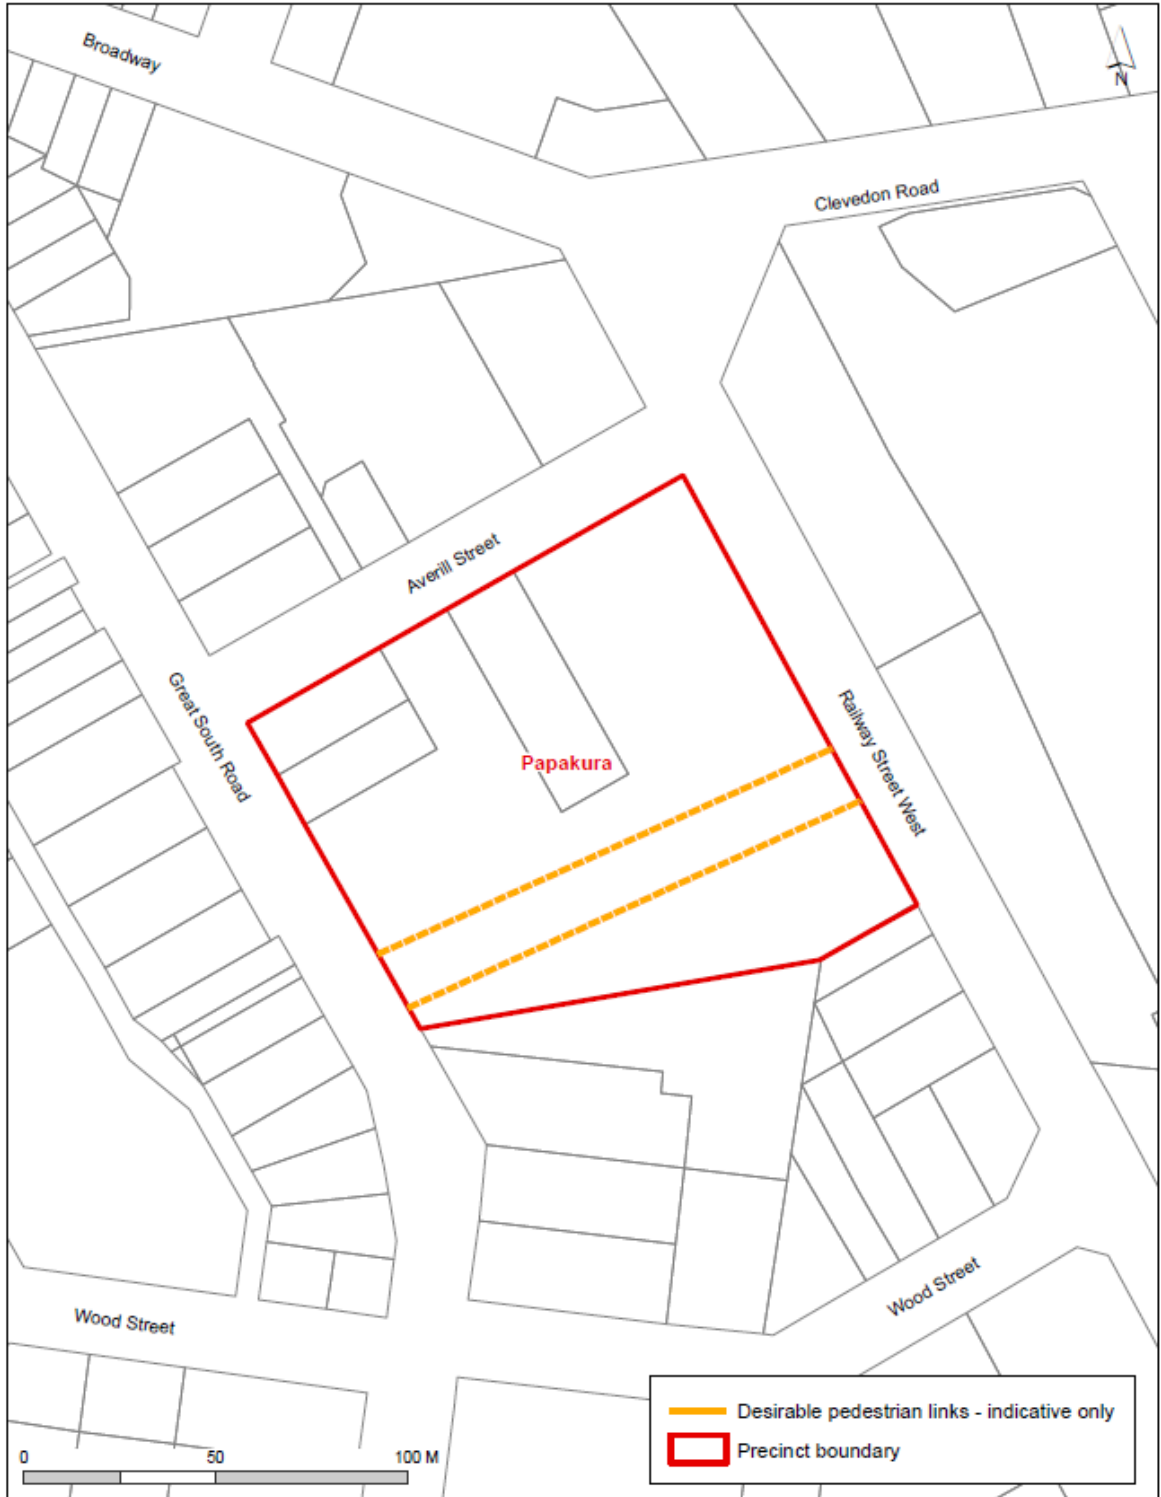 Broadway
N
Clevedon Road
Averill Street
Great South Road
Papakura
Railway Street West
Wood Street
Wood Street
Desirable pedestrian links - indicative only
Precinct boundary
0 50 100 M